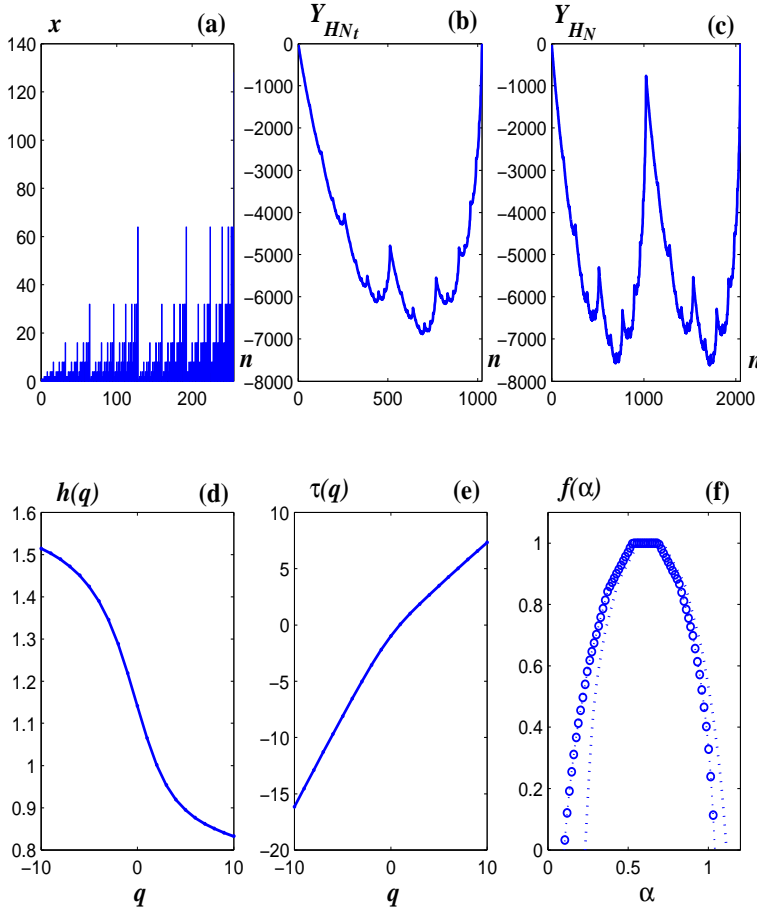 x (a)
140
120
100
80
60
40
20
0
0 100 200
n
Y_{HN_t} (b)
0
−1000
−2000
−3000
−4000
−5000
−6000
−7000
−8000
0 500 1000
n
Y_{H_N} (c)
0
−1000
−2000
−3000
−4000
−5000
−6000
−7000
−8000
0 1000 2000
n
h(q) (d)
1.6
1.5
1.4
1.3
1.2
1.1
1
0.9
0.8
−10 0 10
q
τ(q) (e)
10
5
0
−5
−10
−15
−20
−10 0 10
q
f(α) (f)
1
0.8
0.6
0.4
0.2
0
0 0.5 1
α